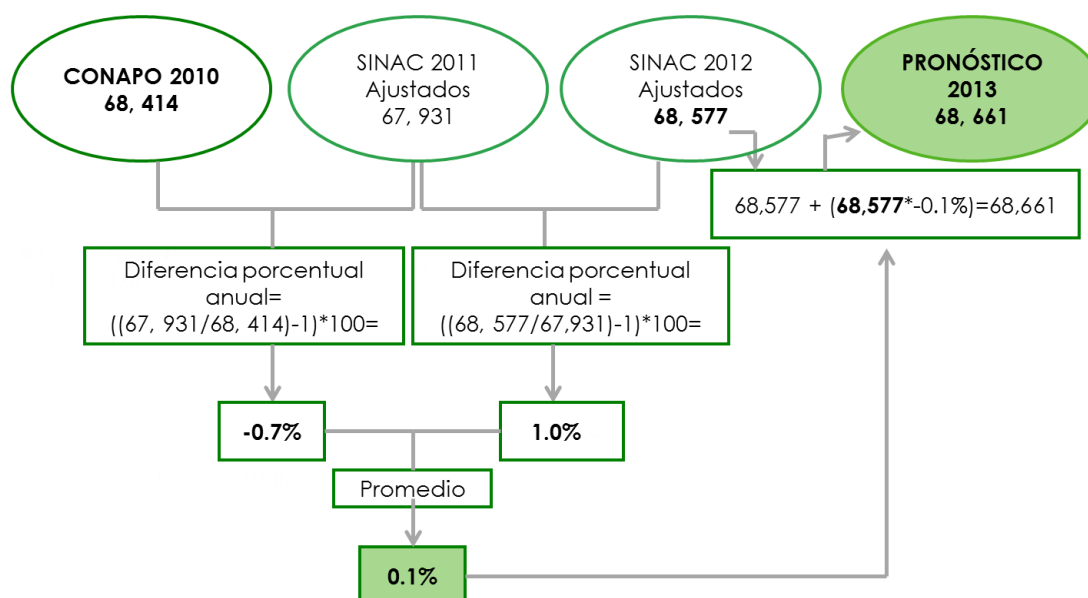 CONAPO 2010
68, 414
SINAC 2011
Ajustados
67, 931
SINAC 2012
Ajustados
68, 577
PRONÓSTICO
2013
68, 661
68,577 + (68,577*-0.1%)=68,661
Diferencia porcentual
anual=
((67, 931/68, 414)-1)*100=
Diferencia porcentual
anual =
((68, 577/67,931)-1)*100=
-0.7%
1.0%
Promedio
0.1%